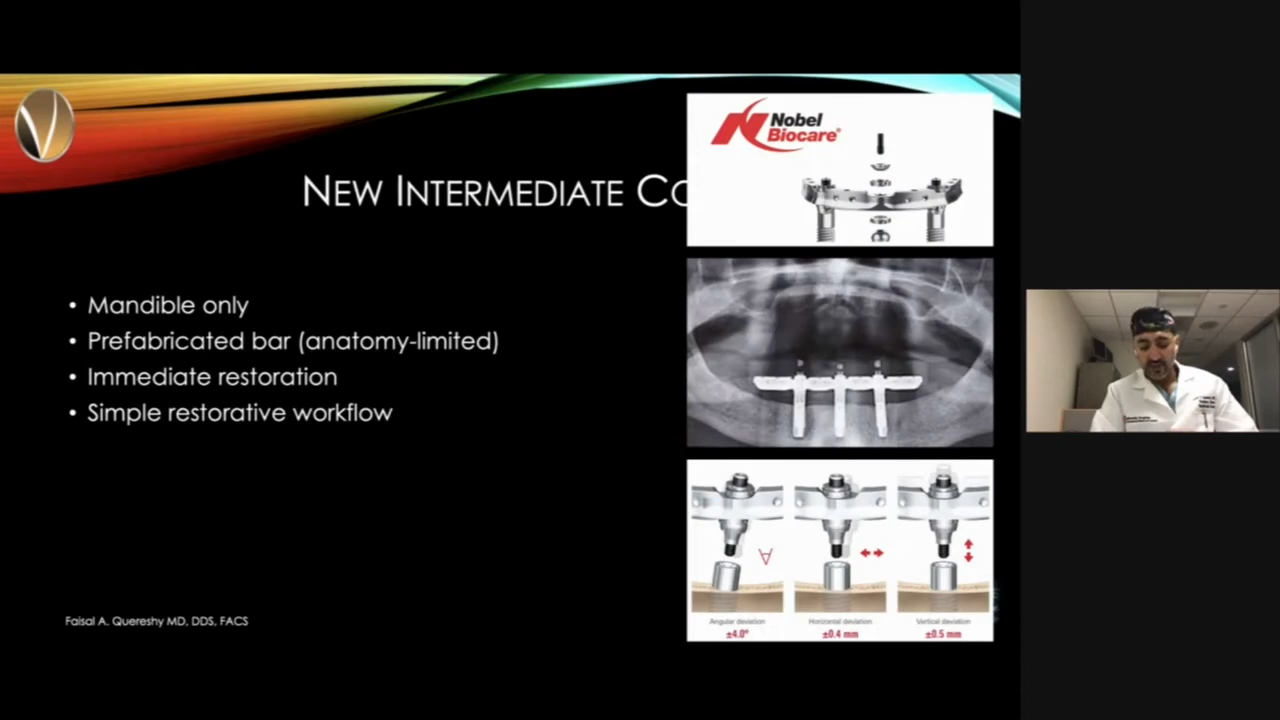 Nobel
Biocare®
NEW INTERMEDIATE CO
• Mandible only
• Prefabricated bar (anatomy-limited)
• Immediate restoration
• Simple restorative workflow
Angular deviation
±4.0°
Horizontal deviation
±0.4 mm
Vertical deviation
±0.5 mm
Faisal A. Quereshy MD, DDS, FACS